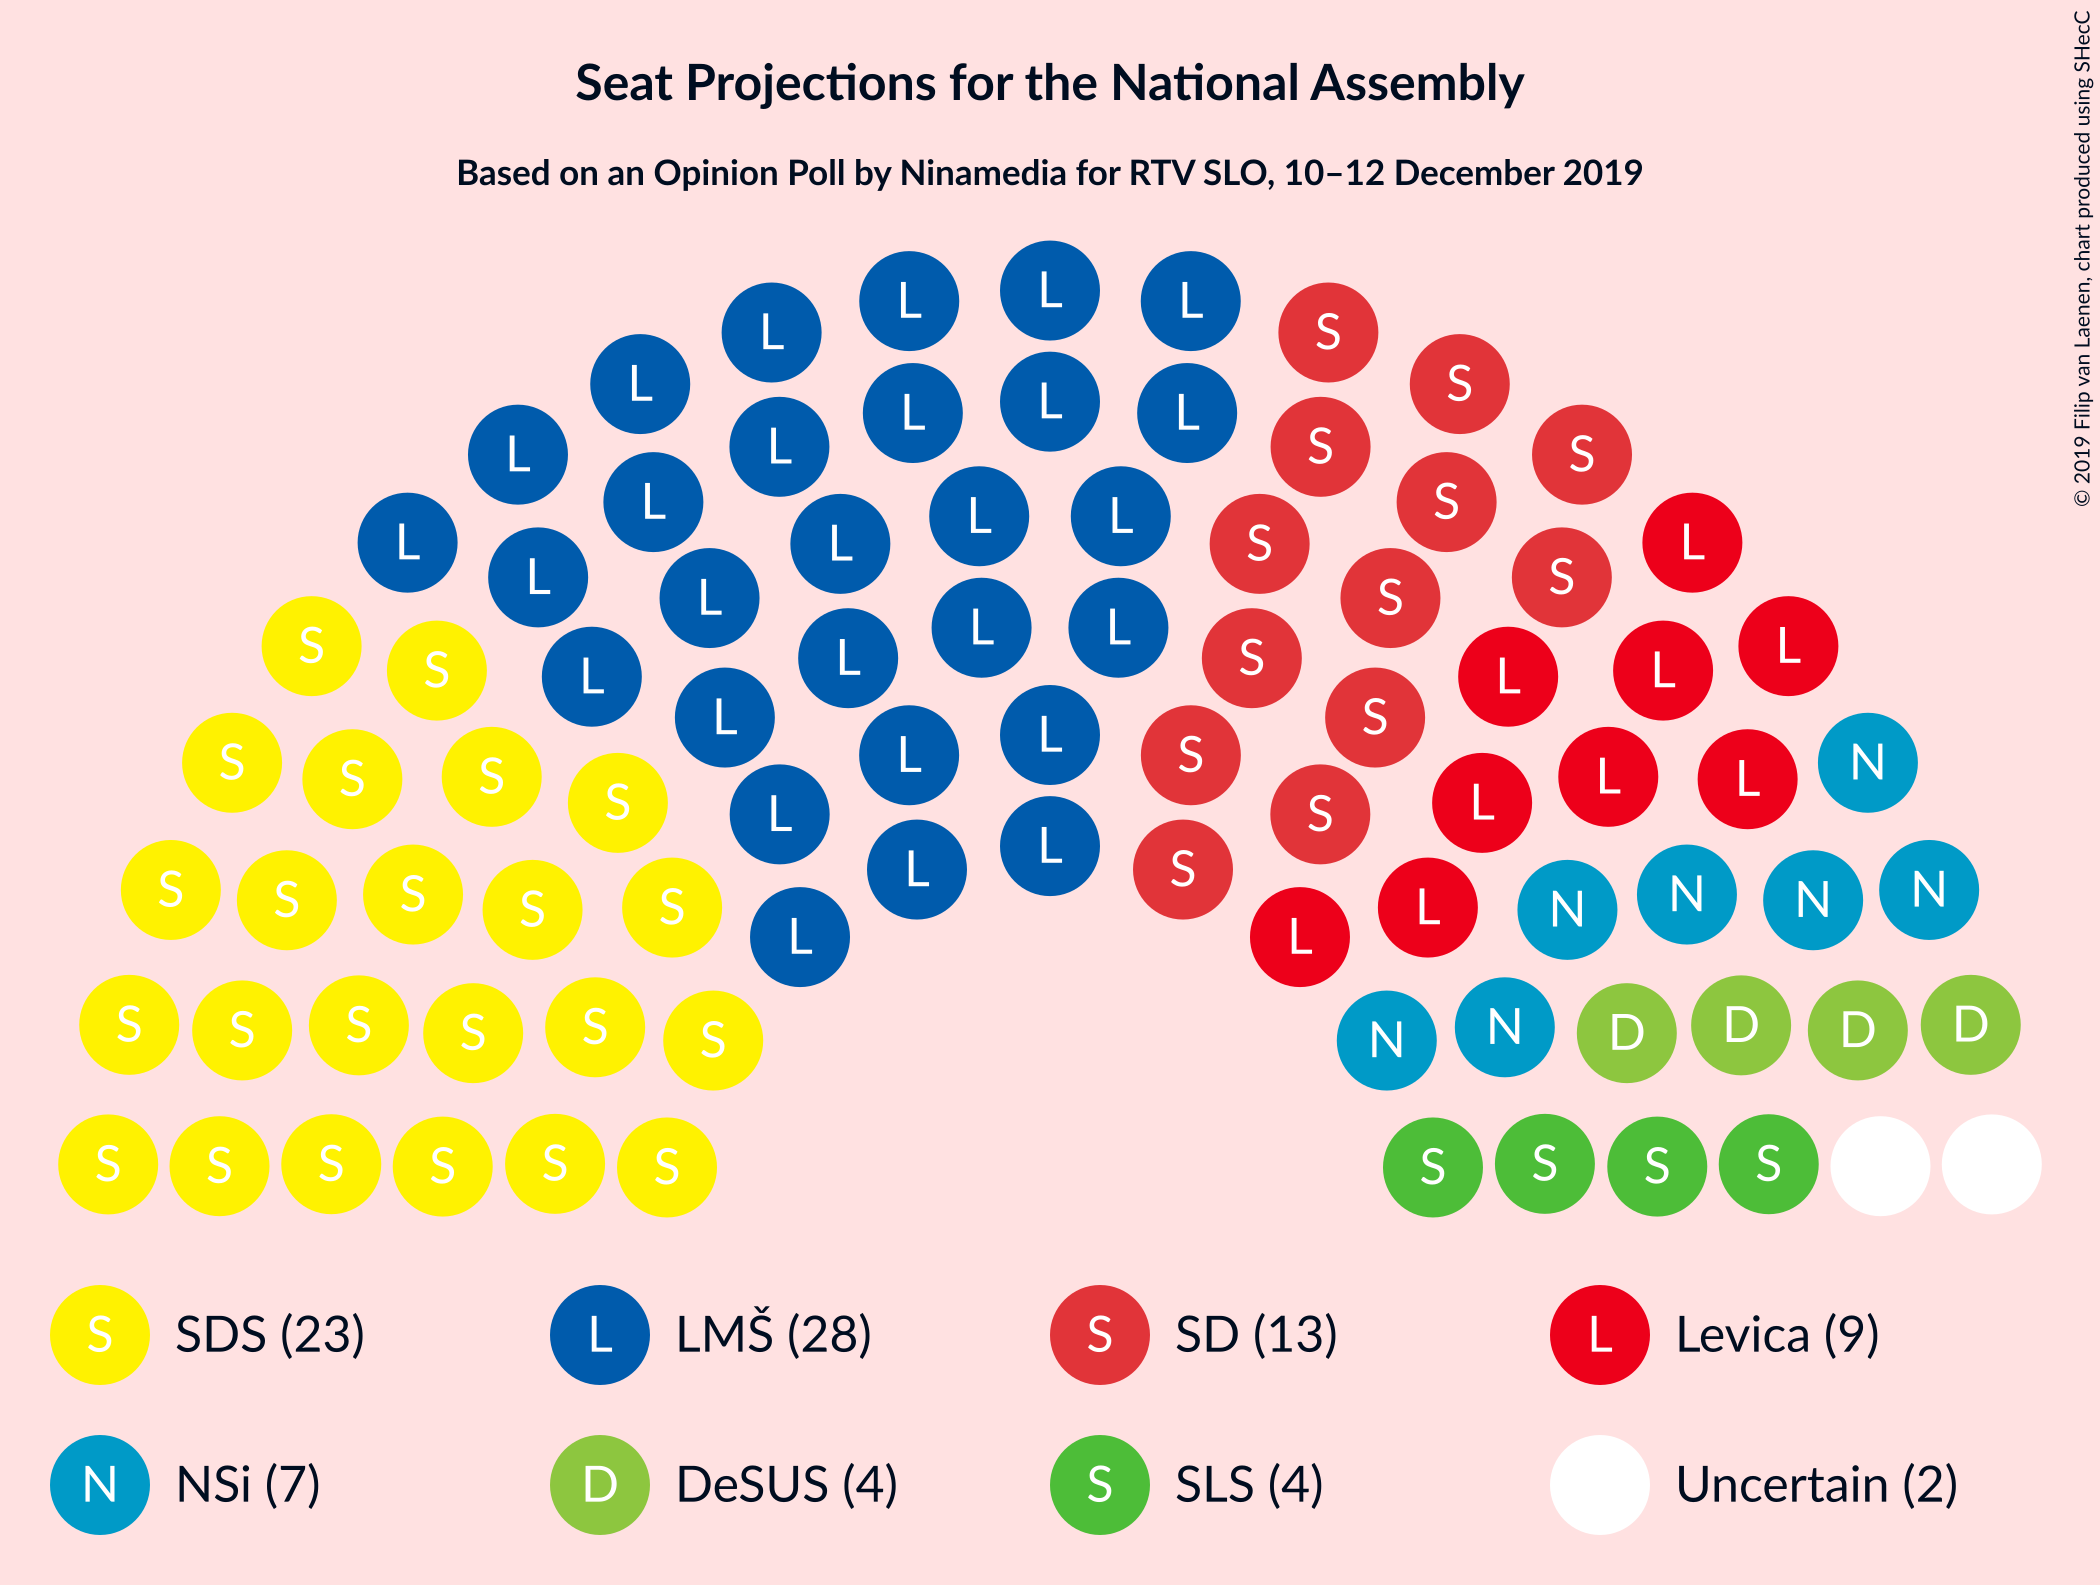 Seat Projections for the National Assembly
Based on an Opinion Poll by Ninamedia for RTV SLO, 10–12 December 2019
© 2019 Filip van Laenen, chart produced using SHecC
L L L
L L S
L L L L S
L L S S
L L S
L L S S
L L S L
L L S S
S L L L S L
S L S L L
L L
S S S L S S L L L N
S L S
S S S S S L L S L L N N N N
S S S S S S N N D D D D
S S S S S S S S S S
S SDS (23) L LMŠ (28) S SD (13) L Levica (9)
N NSi (7) D DeSUS (4) S SLS (4) Uncertain (2)